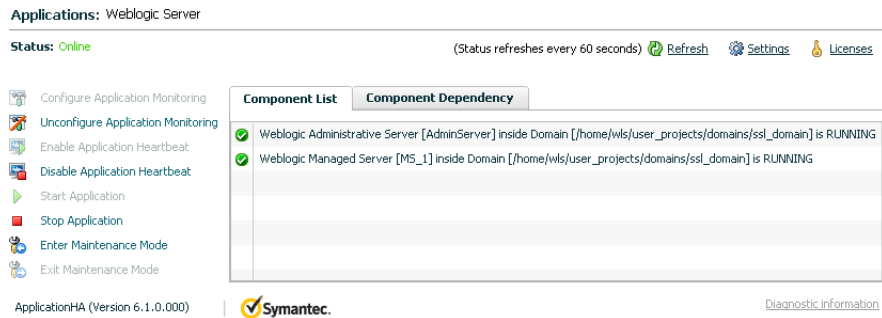 Applications: Weblogic Server
Status: Online
(Status refreshes every 60 seconds) Refresh Settings Licenses
Configure Application Monitoring
Unconfigure Application Monitoring
Enable Application Heartbeat
Disable Application Heartbeat
Start Application
Stop Application
Enter Maintenance Mode
Exit Maintenance Mode
Component List Component Dependency
Weblogic Administrative Server [AdminServer] inside Domain [/home/wls/user_projects/domains/ssl_domain] is RUNNING
Weblogic Managed Server [MS_1] inside Domain [/home/wls/user_projects/domains/ssl_domain] is RUNNING
ApplicationHA (Version 6.1.0.000)
Symantec.
Diagnostic information